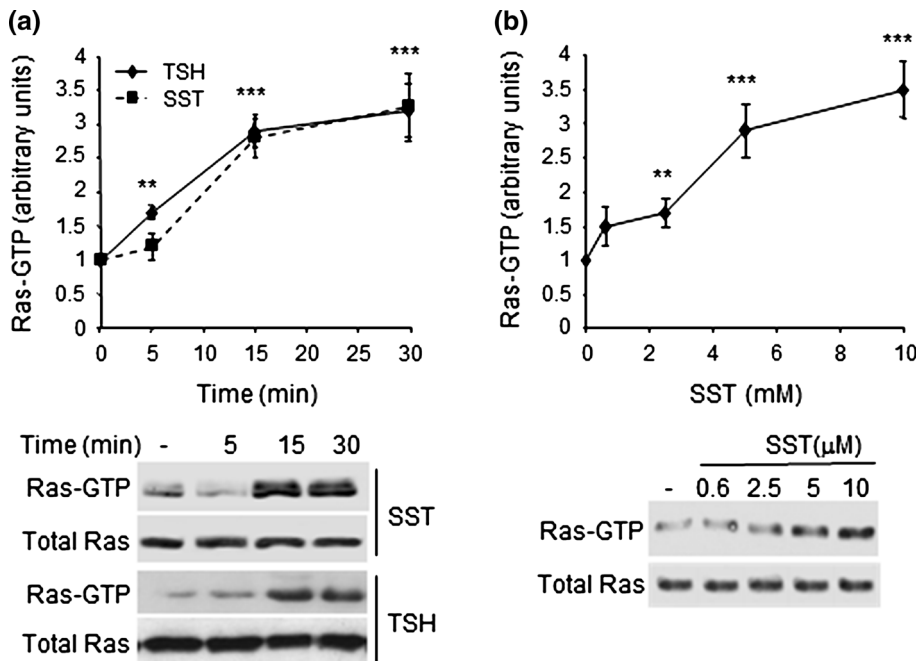 (a)
Ras-GTP (arbitrary units)
4
3.5
3
2.5
2
1.5
1
0.5
0
TSH
SST
**
***
***
0 5 10 15 20 25 30
Time (min)
Time (min) - 5 15 30
Ras-GTP
Total Ras
SST
Ras-GTP
Total Ras
TSH
(b)
Ras-GTP (arbitrary units)
4
3.5
3
2.5
2
1.5
1
0.5
0
**
***
***
0 2 4 6 8 10
SST (mM)
SST(μM)
- 0.6 2.5 5 10
Ras-GTP
Total Ras